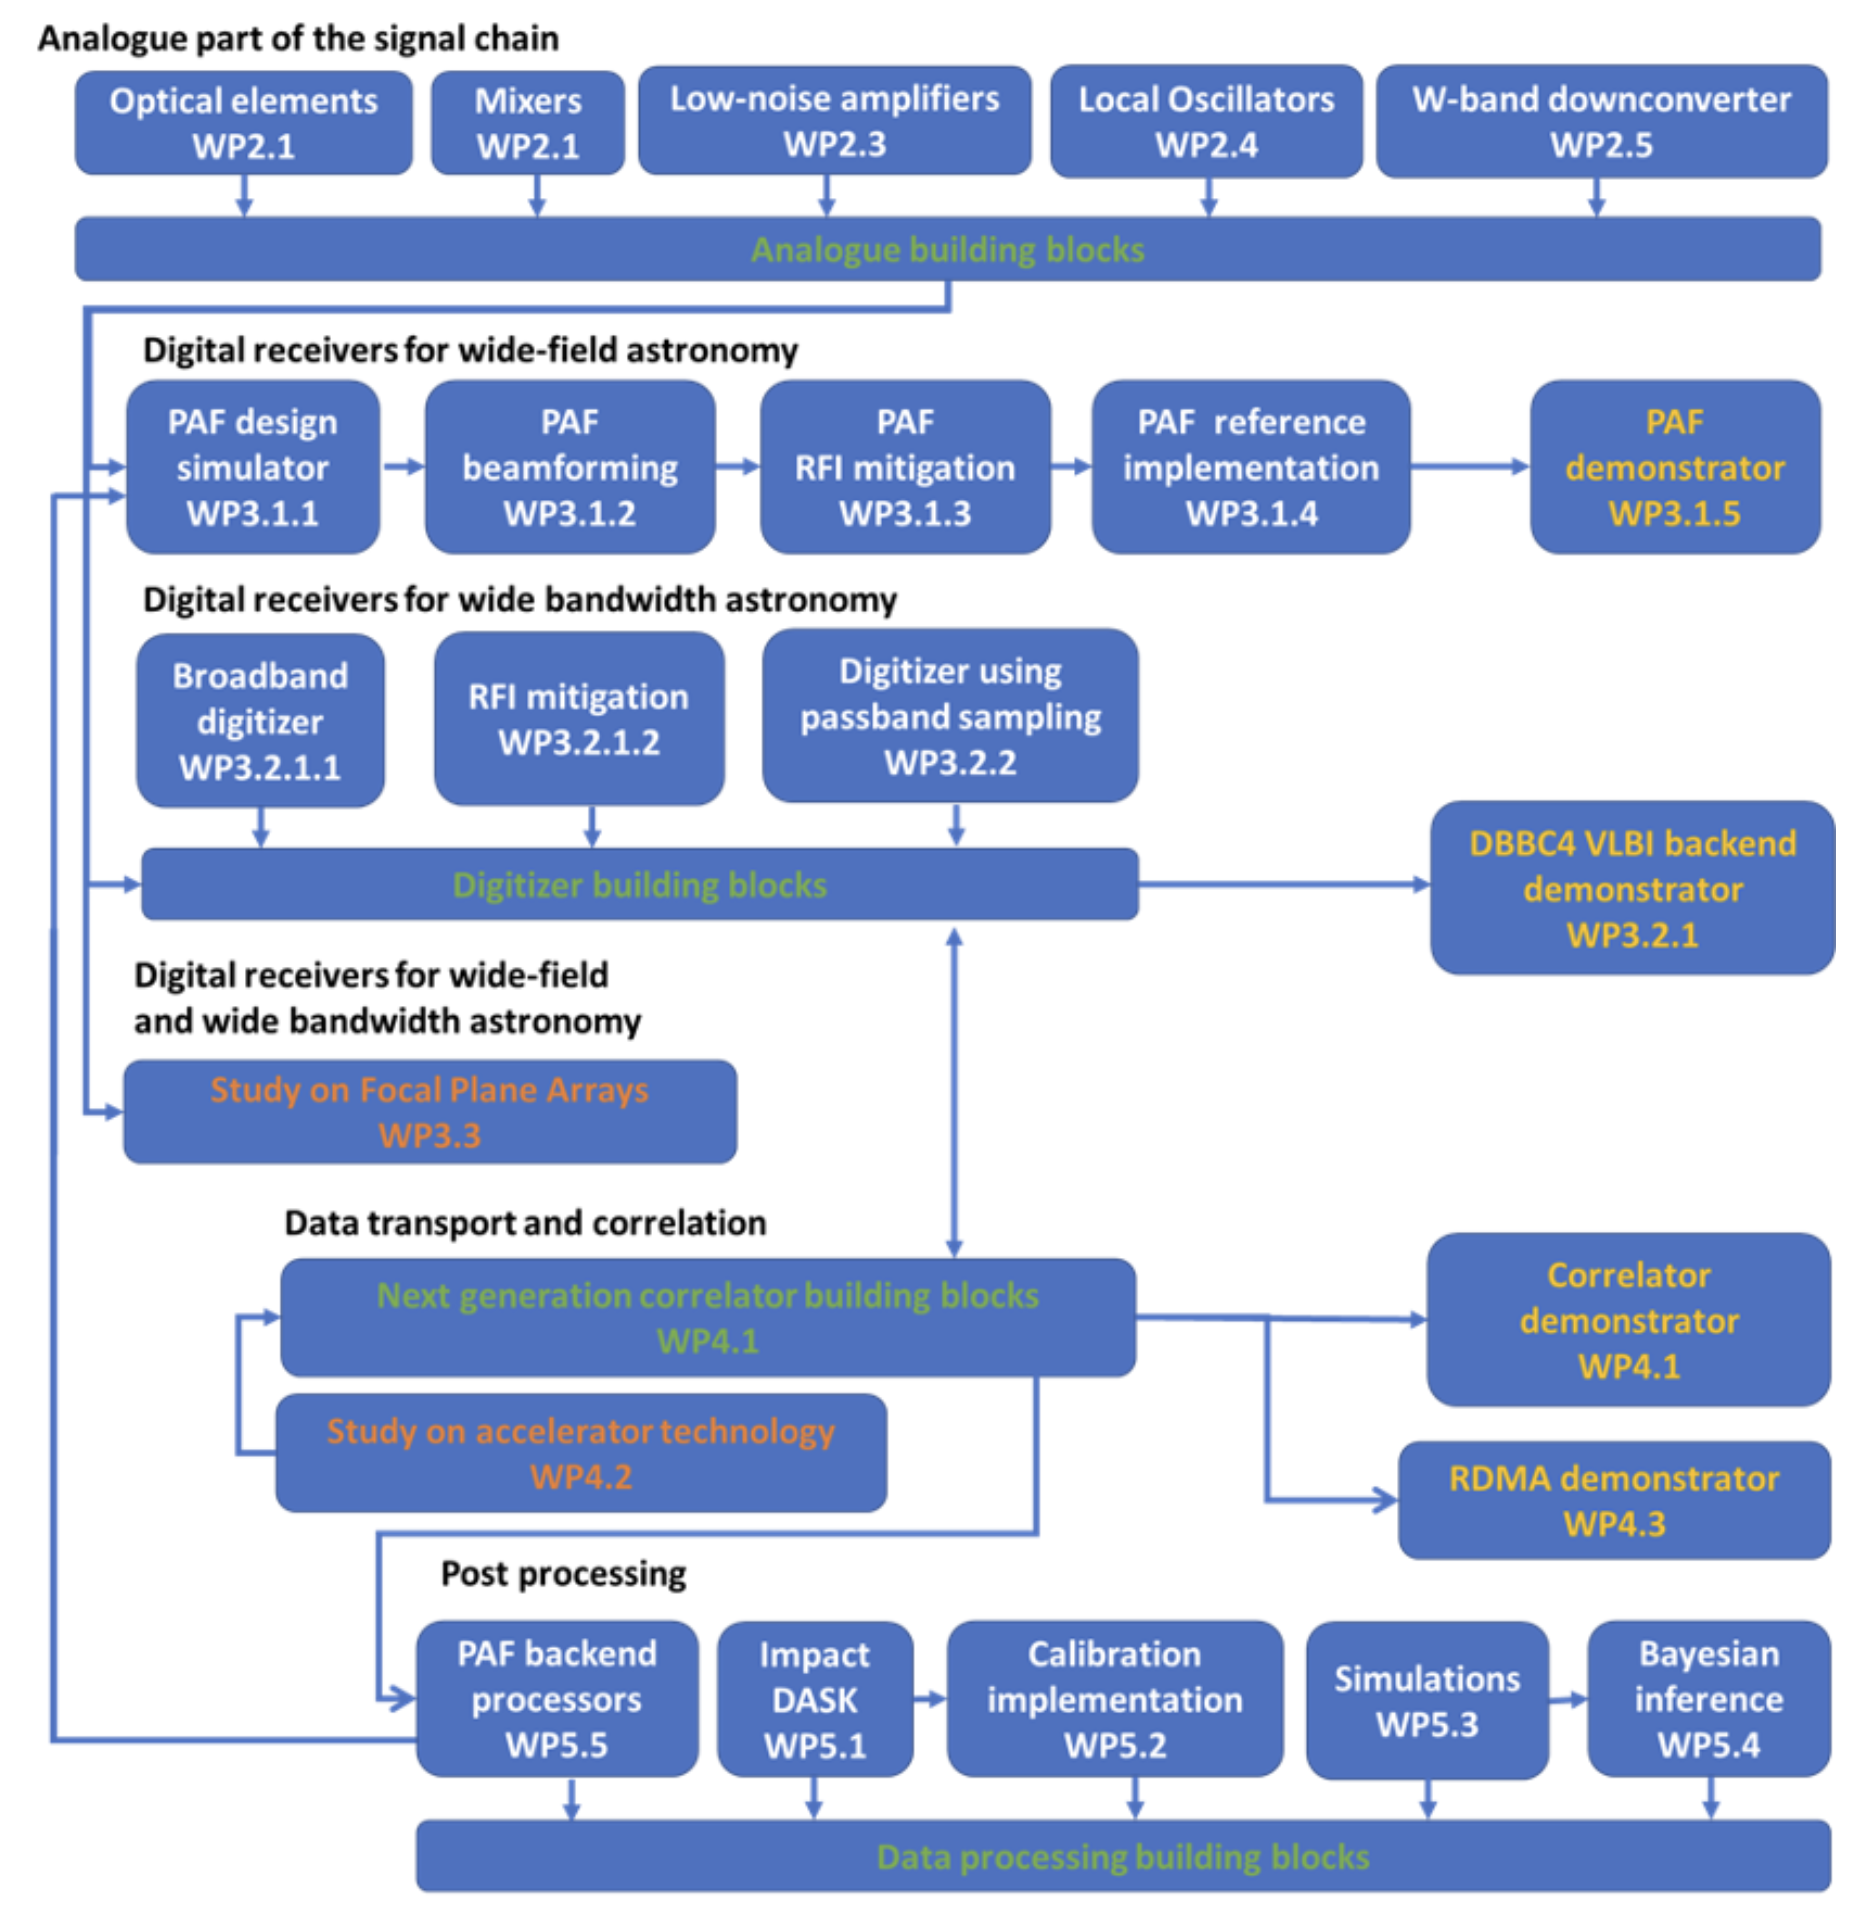 Analogue part of the signal chain
Optical elements
WP2.1
Mixers
WP2.1
Low-noise amplifiers
WP2.3
Local Oscillators
WP2.4
W-band downconverter
WP2.5
Analogue building blocks
Digital receivers for wide-field astronomy
PAF design
simulator
WP3.1.1
PAF
beamforming
WP3.1.2
PAF
RFI mitigation
WP3.1.3
PAF reference
implementation
WP3.1.4
PAF
demonstrator
WP3.1.5
Digital receivers for wide bandwidth astronomy
Broadband
digitizer
WP3.2.1.1
RFI mitigation
WP3.2.1.2
Digitizer using
passband sampling
WP3.2.2
Digitizer building blocks
DBBC4 VLBI backend
demonstrator
WP3.2.1
Digital receivers for wide-field
and wide bandwidth astronomy
Study on Focal Plane Arrays
WP3.3
Data transport and correlation
Next generation correlator building blocks
WP4.1
Correlator
demonstrator
WP4.1
Study on accelerator technology
WP4.2
RDMA demonstrator
WP4.3
Post processing
PAF backend
processors
WP5.5
Impact
DASK
WP5.1
Calibration
implementation
WP5.2
Simulations
WP5.3
Bayesian
inference
WP5.4
Data processing building blocks